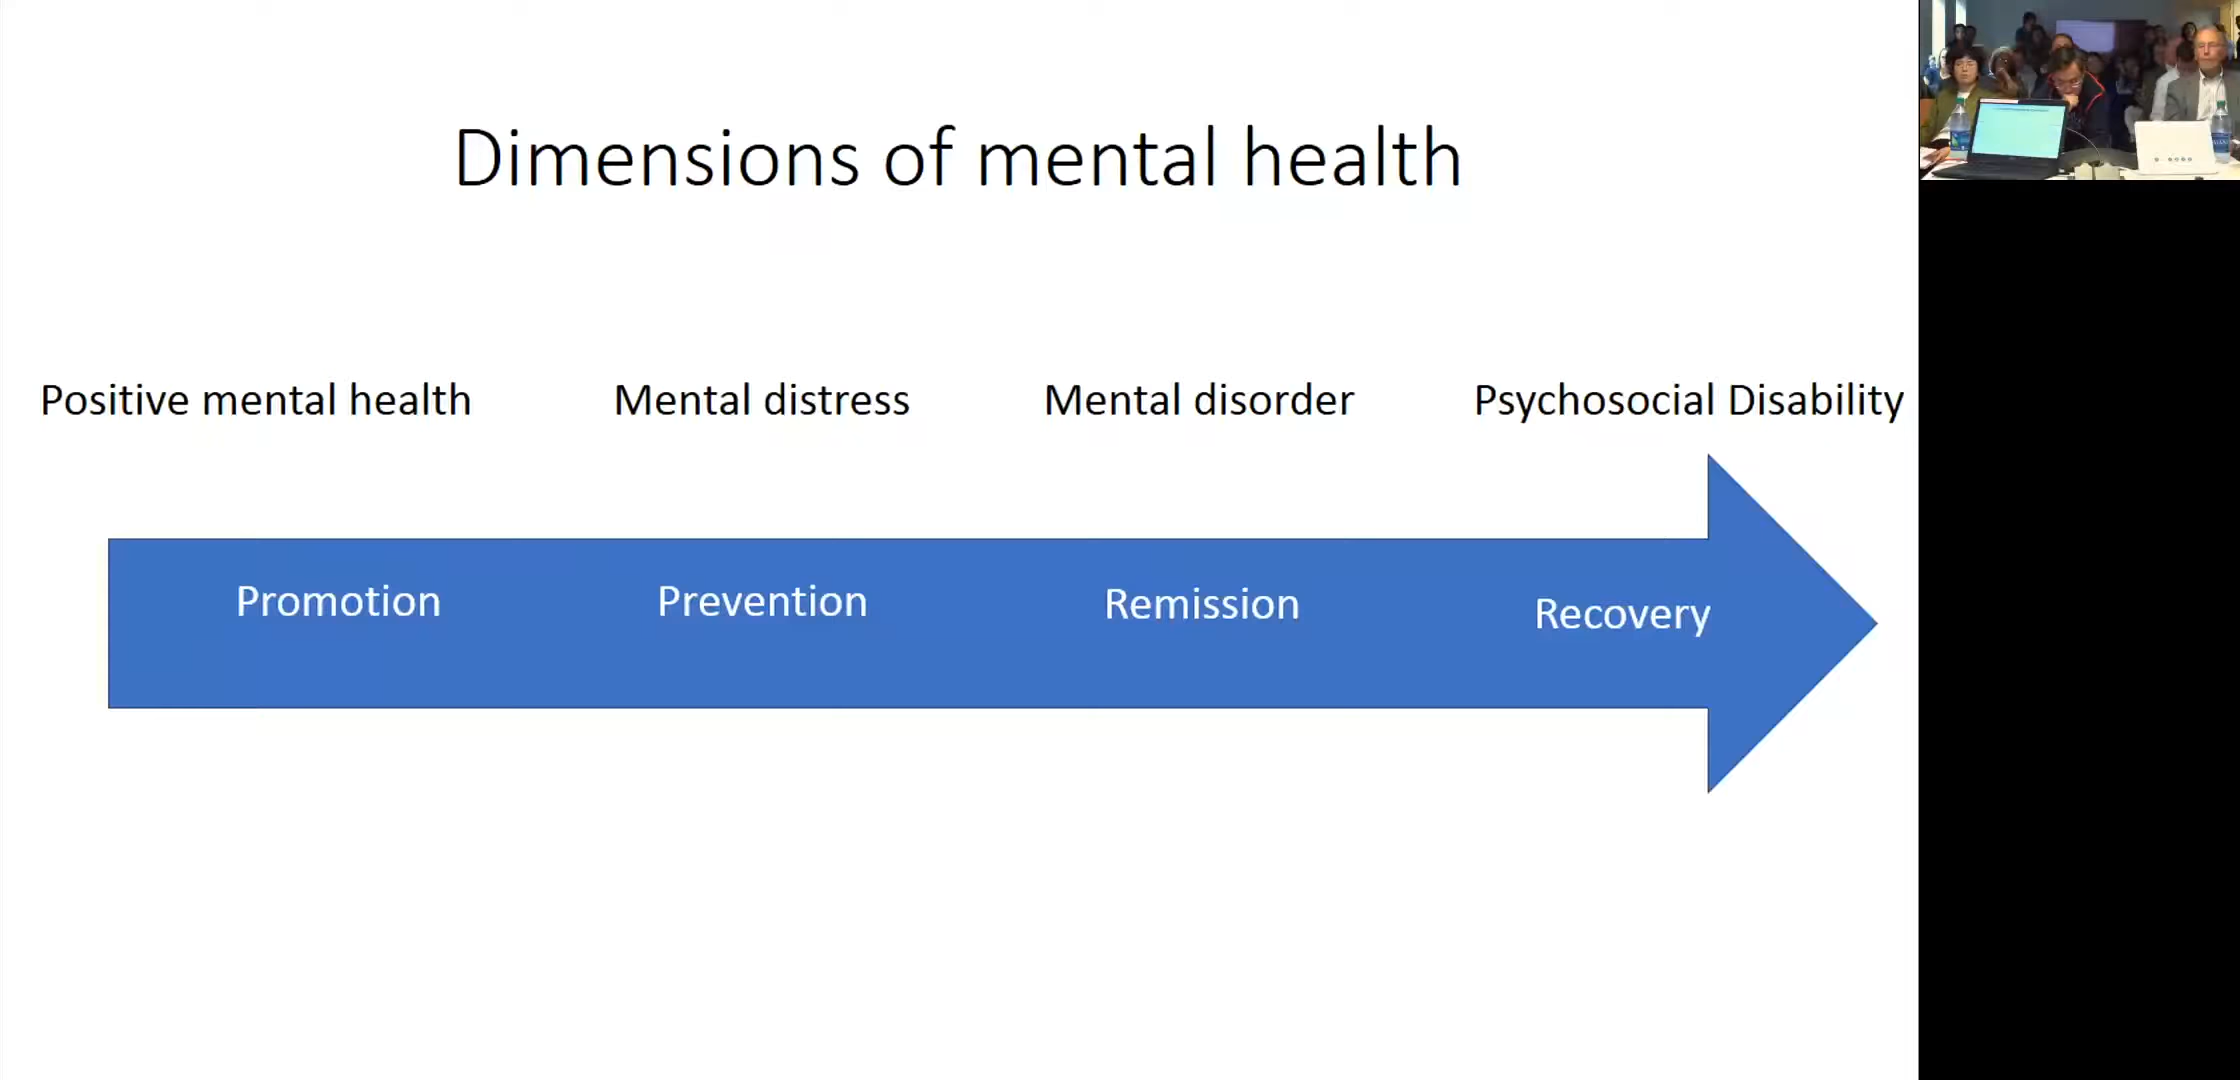 Dimensions of mental health
Positive mental health Mental distress Mental disorder Psychosocial Disability
Promotion Prevention Remission Recovery